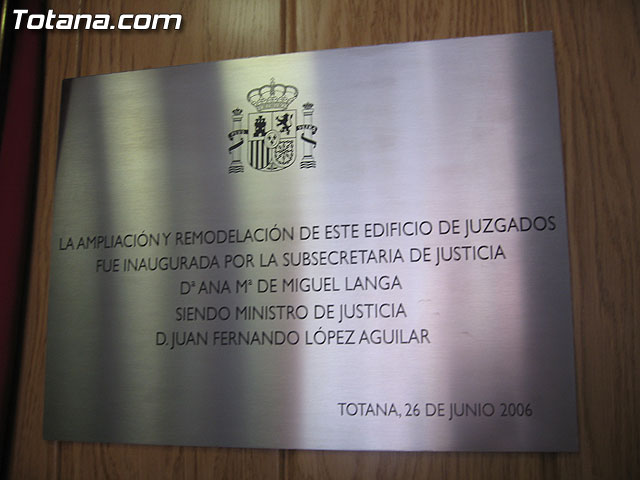 Totana.com
LA AMPLIACIÓN Y REMODELACIÓN DE ESTE EDIFICIO DE JUZGADOS
FUE INAUGURADA POR LA SUBSECRETARIA DE JUSTICIA
Dª ANA Mª DE MIGUEL LANGA
SIENDO MINISTRO DE JUSTICIA
D. JUAN FERNANDO LÓPEZ AGUILAR
TOTANA, 26 DE JUNIO 2006